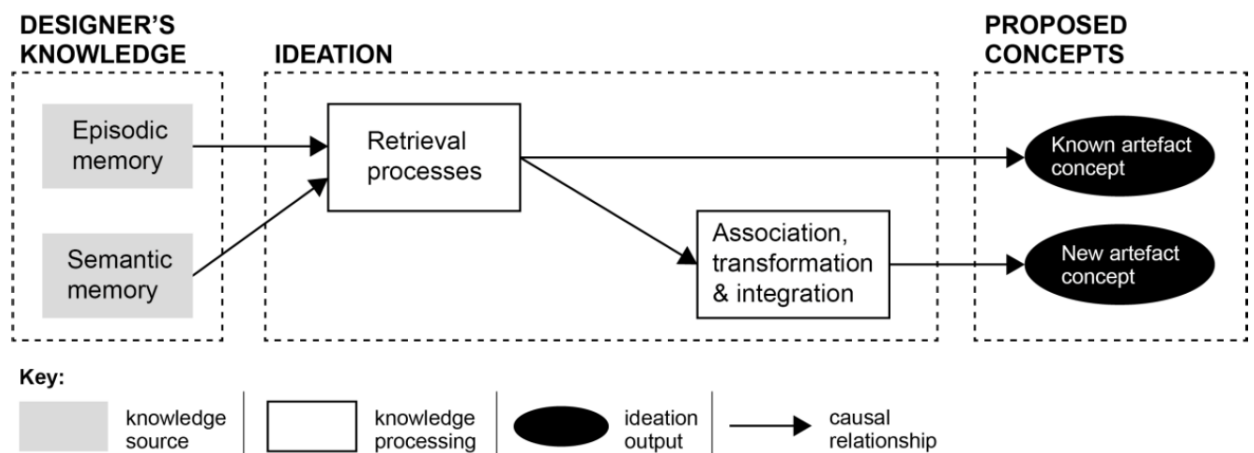 DESIGNER'S
KNOWLEDGE
IDEATION
PROPOSED
CONCEPTS
Episodic
memory
Semantic
memory
Retrieval
processes
Association,
transformation
& integration
Known artefact
concept
New artefact
concept
Key:
knowledge
source
knowledge
processing
ideation
output
causal
relationship